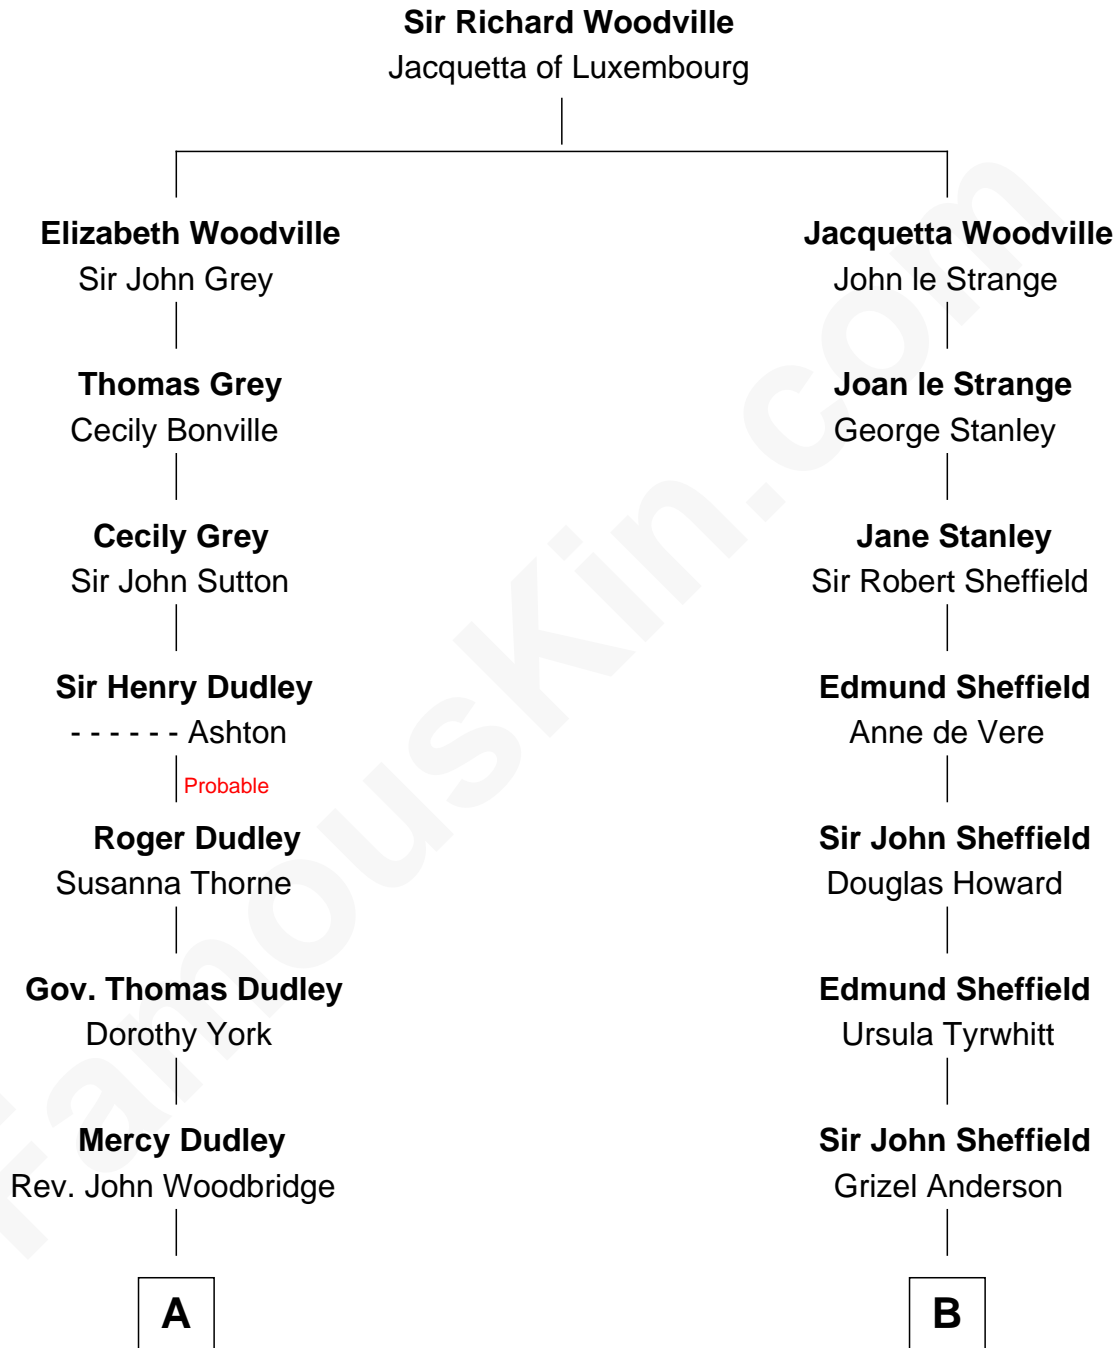 Sir Richard Woodville
Jacquetta of Luxembourg
Elizabeth Woodville
Sir John Grey
Jacquetta Woodville
John le Strange
Thomas Grey
Cecily Bonville
Joan le Strange
George Stanley
Cecily Grey
Sir John Sutton
Jane Stanley
Sir Robert Sheffield
Sir Henry Dudley
- - - - - - Ashton
Edmund Sheffield
Anne de Vere
Probable
Roger Dudley
Susanna Thorne
Sir John Sheffield
Douglas Howard
Gov. Thomas Dudley
Dorothy York
Edmund Sheffield
Ursula Tyrwhitt
Mercy Dudley
Rev. John Woodbridge
Sir John Sheffield
Grizel Anderson
A
B
FamousKin.com